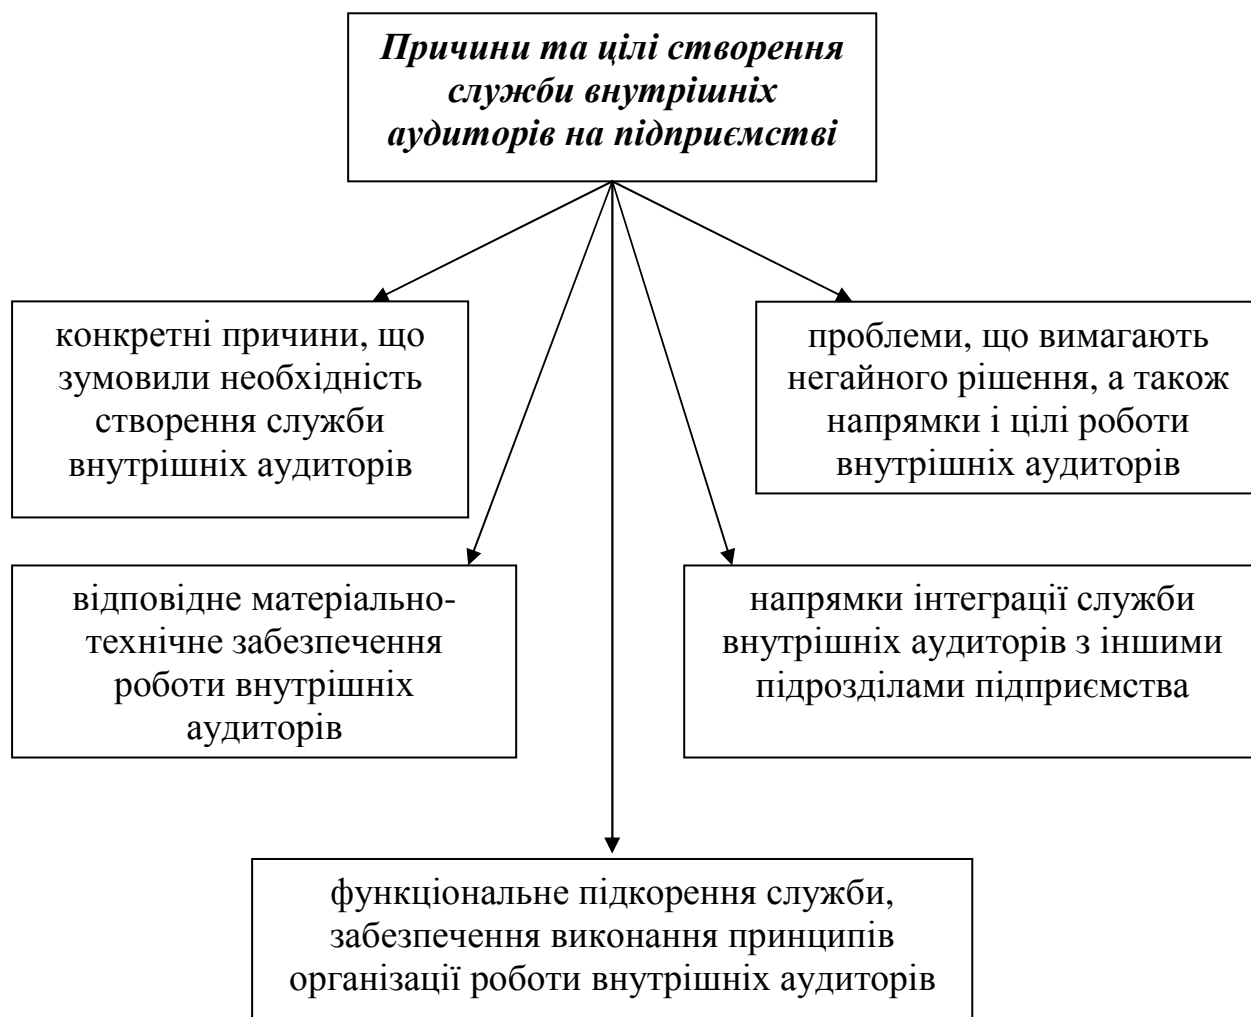 Причини та цілі створення
служби внутрішніх
аудиторів на підприємстві
конкретні причини, що
зумовили необхідність
створення служби
внутрішніх аудиторів
проблеми, що вимагають
негайного рішення, а також
напрямки і цілі роботи
внутрішніх аудиторів
відповідне матеріально-
технічне забезпечення
роботи внутрішніх
аудиторів
напрямки інтеграції служби
внутрішніх аудиторів з іншими
підрозділами підприємства
функціональне підкорення служби,
забезпечення виконання принципів
організації роботи внутрішніх аудиторів